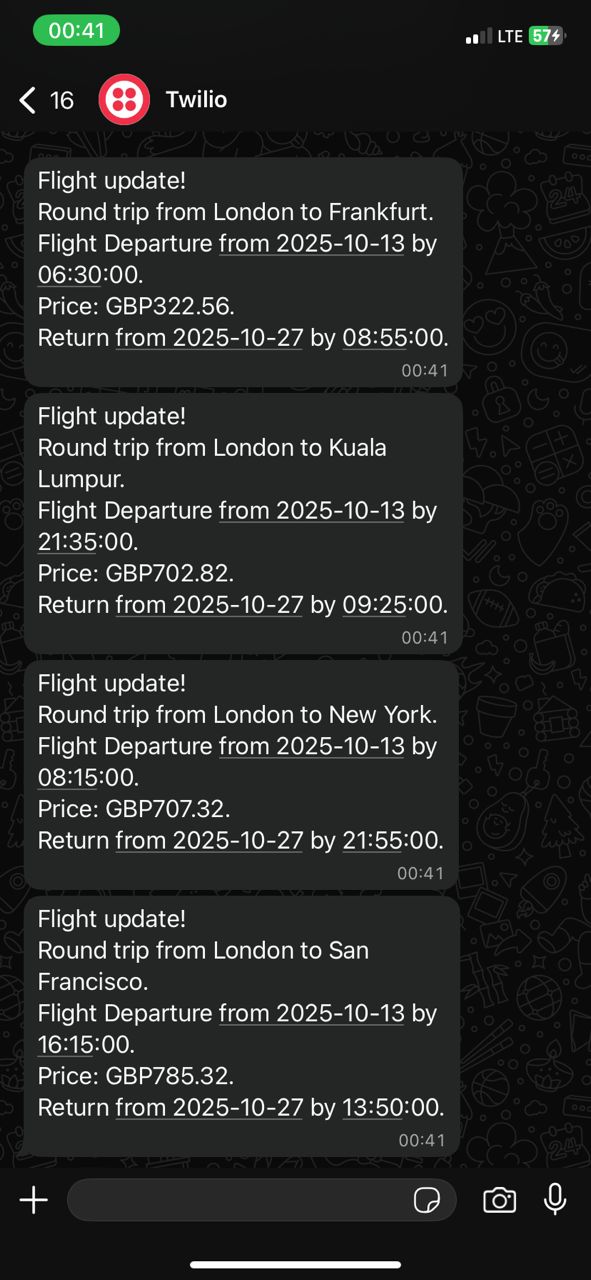 00:41
LTE 57
16 Twilio
Flight update!
Round trip from London to Frankfurt.
Flight Departure from 2025-10-13 by
06:30:00.
Price: GBP322.56.
Return from 2025-10-27 by 08:55:00.
00:41
Flight update!
Round trip from London to Kuala
Lumpur.
Flight Departure from 2025-10-13 by
21:35:00.
Price: GBP702.82.
Return from 2025-10-27 by 09:25:00.
00:41
Flight update!
Round trip from London to New York.
Flight Departure from 2025-10-13 by
08:15:00.
Price: GBP707.32.
Return from 2025-10-27 by 21:55:00.
00:41
Flight update!
Round trip from London to San
Francisco.
Flight Departure from 2025-10-13 by
16:15:00.
Price: GBP785.32.
Return from 2025-10-27 by 13:50:00.
00:41